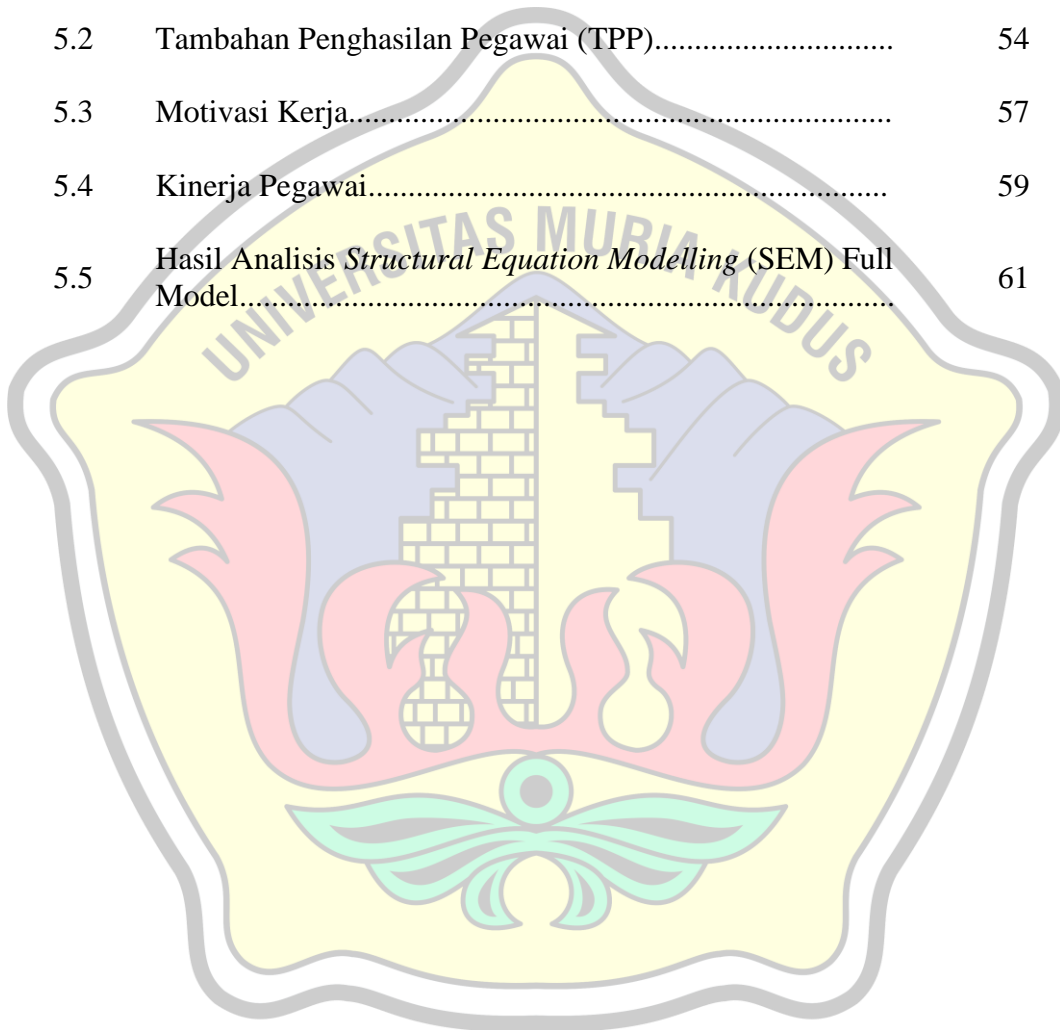 5.2 Tambahan Penghasilan Pegawai (TPP).............................. 54
5.3 Motivasi Kerja.................................................................... 57
5.4 Kinerja Pegawai................................................................. 59
5.5 Hasil Analisis Structural Equation Modelling (SEM) Full
Model.................................................................................. 61
UNIVERSITAS MURIA KUDUS